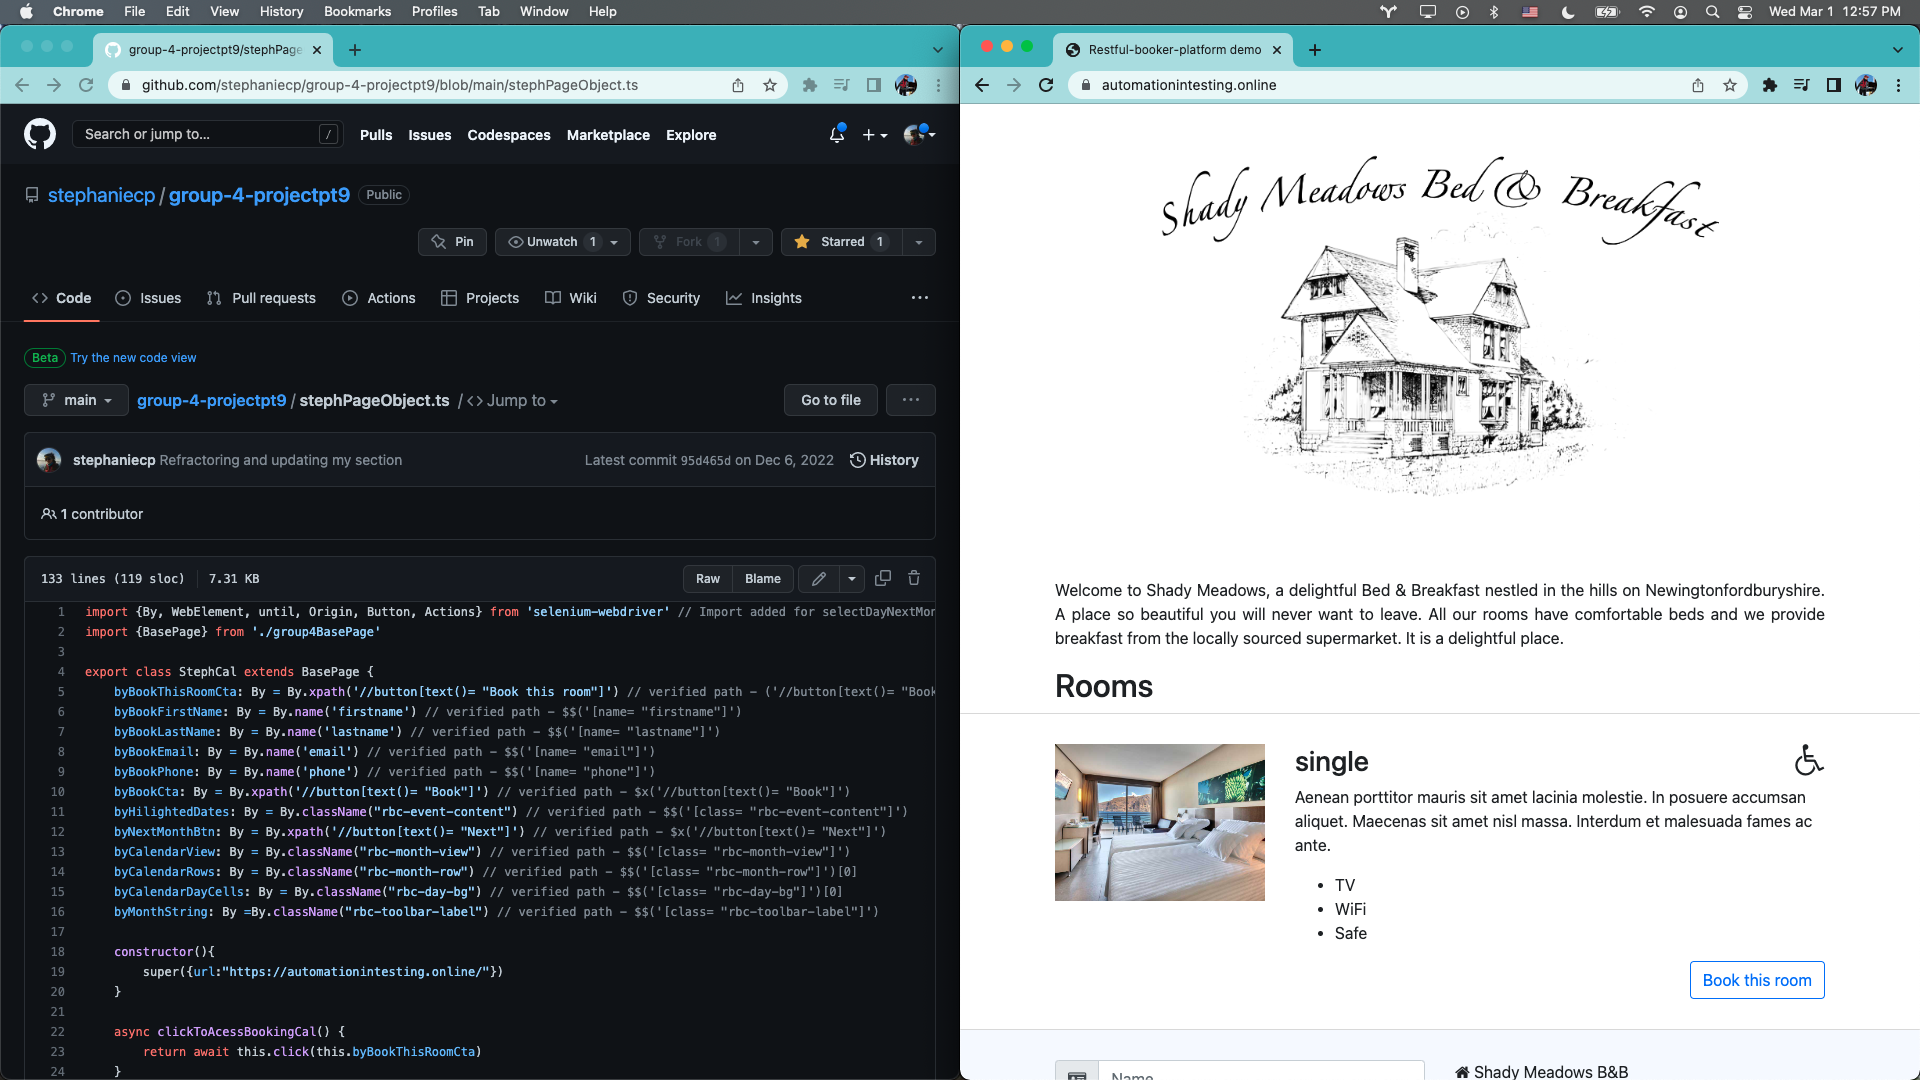 Chrome File Edit View History Bookmarks Profiles Tab Window Help
Wed Mar 1 12:57 PM
group-4-projectpt9/stephPage
github.com/stephaniecp/group-4-projectpt9/blob/main/stephPageObject.ts
Search or jump to... /
Pulls Issues Codespaces Marketplace Explore
stephaniecp / group-4-projectpt9 Public
Pin Unwatch 1 Fork 1 Starred 1
Code Issues Pull requests Actions Projects Wiki Security Insights
Beta Try the new code view
main group-4-projectpt9 / stephPageObject.ts / <> Jump to Go to file
stephaniecp Refractoring and updating my section Latest commit 95d465d on Dec 6, 2022 History
1 contributor
133 lines (119 sloc) 7.31 KB Raw Blame
1 import {By, WebElement, until, Origin, Button, Actions} from 'selenium-webdriver' // Import added for selectDayNextMon
2 import {BasePage} from './group4BasePage'
3
4 export class StephCal extends BasePage {
5 byBookThisRoomCta: By = By.xpath('//button[text()= "Book this room"]') // verified path - ('//button[text()= "Book
6 byBookFirstName: By = By.name('firstname') // verified path - $$('[name= "firstname"]')
7 byBookLastName: By = By.name('lastname') // verified path - $$('[name= "lastname"]')
8 byBookEmail: By = By.name('email') // verified path - $$('[name= "email"]')
9 byBookPhone: By = By.name('phone') // verified path - $$('[name= "phone"]')
10 byBookCta: By = By.xpath('//button[text()= "Book"]') // verified path - $x('//button[text()= "Book"]')
11 byHilightedDates: By = By.className("rbc-event-content") // verified path - $$('[class= "rbc-event-content"]')
12 byNextMonthBtn: By = By.xpath('//button[text()= "Next"]') // verified path - $x('//button[text()= "Next"]')
13 byCalendarView: By = By.className("rbc-month-view") // verified path - $$('[class= "rbc-month-view"]')
14 byCalendarRows: By = By.className("rbc-month-row") // verified path - $$('[class= "rbc-month-row"]')[0]
15 byCalendarDayCells: By = By.className("rbc-day-bg") // verified path - $$('[class= "rbc-day-bg"]')[0]
16 byMonthString: By =By.className("rbc-toolbar-label") // verified path - $$('[class= "rbc-toolbar-label"]')
17
18 constructor(){
19 super({url:"https://automationintesting.online/"})
20 }
21
22 async clickToAcessBookingCal() {
23 return await this.click(this.byBookThisRoomCta)
24 }
Restful-booker-platform demo
automationintesting.online
Shady Meadows Bed & Breakfast
Welcome to Shady Meadows, a delightful Bed & Breakfast nestled in the hills on Newingtonfordburyshire.
A place so beautiful you will never want to leave. All our rooms have comfortable beds and we provide
breakfast from the locally sourced supermarket. It is a delightful place.
Rooms
single
Aenean porttitor mauris sit amet lacinia molestie. In posuere accumsan
aliquet. Maecenas sit amet nisl massa. Interdum et malesuada fames ac
ante.
• TV
• WiFi
• Safe
Book this room
Name
Shady Meadows B&B